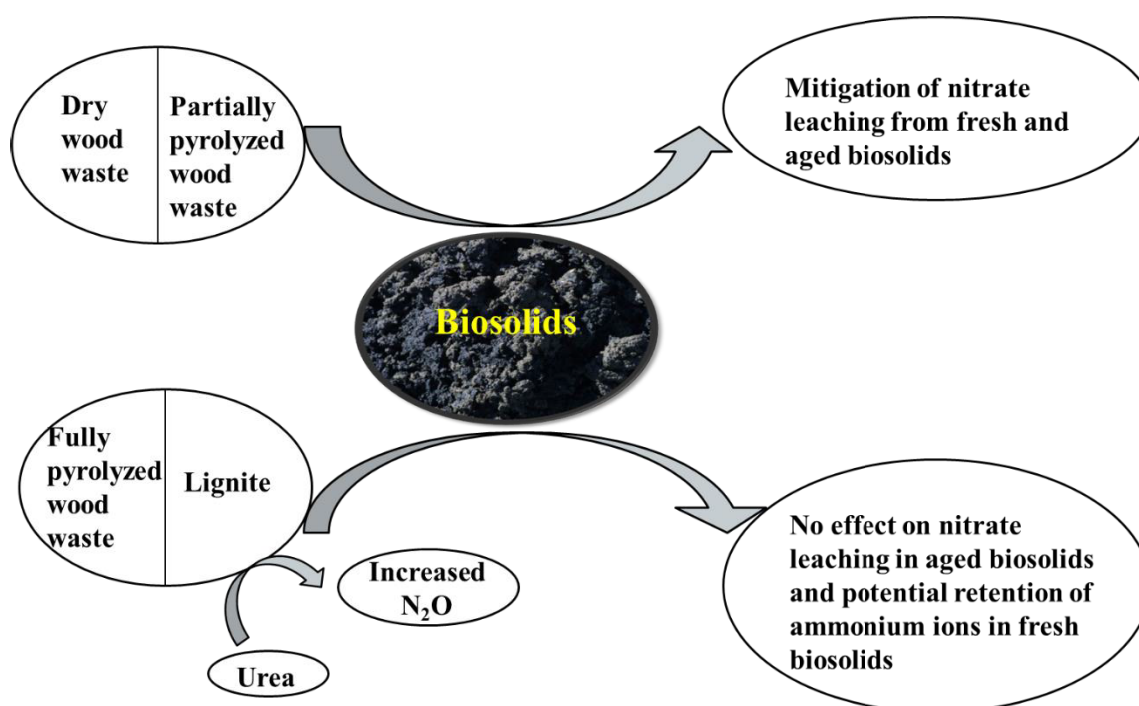 Dry
wood
waste
Partially
pyrolyzed
wood
waste
Mitigation of nitrate
leaching from fresh and
aged biosolids
Biosolids
Fully
pyrolyzed
wood
waste
Lignite
Increased
N₂O
Urea
No effect on nitrate
leaching in aged biosolids
and potential retention of
ammonium ions in fresh
biosolids